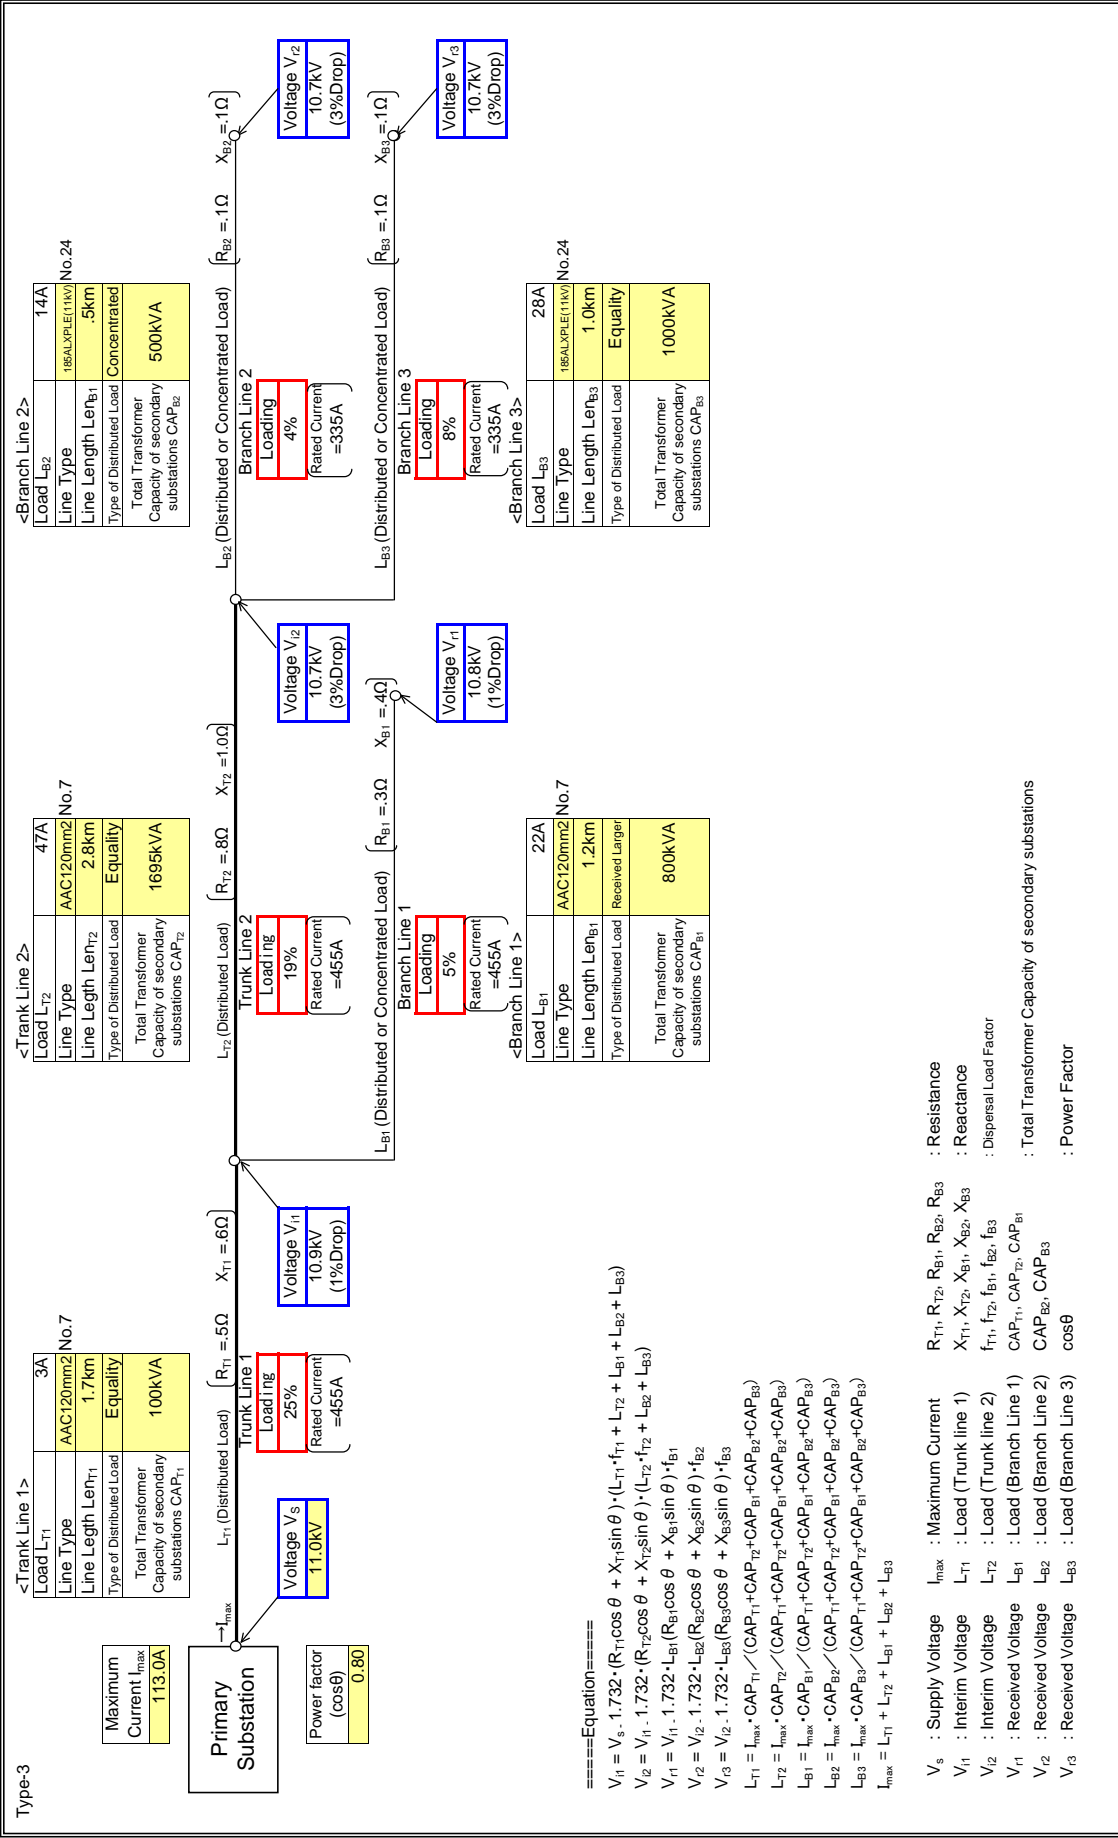 Type-3
Maximum
Current Imax
113.0A
Primary
Substation
Power factor
(cosθ)
0.80
→Imax
Voltage Vs
11.0kV
<Trank Line 1>
Load LT1 3A
Line Type AAC120mm2 No.7
Line Legth LenT1 1.7km
Type of Distributed Load Equality
Total Transformer
Capacity of secondary
substations CAPT1
100kVA
LT1 (Distributed Load)
RT1 =.5Ω XT1 =.6Ω
Trunk Line 1
Loading
25%
Rated Current
=455A
Voltage Vi1
10.9kV
(1%Drop)
<Trank Line 2>
Load LT2 47A
Line Type AAC120mm2 No.7
Line Legth LenT2 2.8km
Type of Distributed Load Equality
Total Transformer
Capacity of secondary
substations CAPT2
1695kVA
LT2 (Distributed Load)
RT2 =.8Ω XT2 =1.0Ω
Trunk Line 2
Loading
19%
Rated Current
=455A
Voltage Vi2
10.7kV
(3%Drop)
LB1 (Distributed or Concentrated Load)
RB1 =.3Ω XB1 =.4Ω
Branch Line 1
Loading
5%
Rated Current
=455A
Voltage Vr1
10.8kV
(1%Drop)
<Branch Line 1>
Load LB1 22A
Line Type AAC120mm2 No.7
Line Length LenB1 1.2km
Type of Distributed Load Received Larger
Total Transformer
Capacity of secondary
substations CAPB1
800kVA
<Branch Line 2>
Load LB2 14A
Line Type 185ALXPLE(11kV) No.24
Line Length LenB1 .5km
Type of Distributed Load Concentrated
Total Transformer
Capacity of secondary
substations CAPB2
500kVA
LB2 (Distributed or Concentrated Load)
RB2 =.1Ω XB2 =.1Ω
Branch Line 2
Loading
4%
Rated Current
=335A
Voltage Vr2
10.7kV
(3%Drop)
LB3 (Distributed or Concentrated Load)
RB3 =.1Ω XB3 =.1Ω
Branch Line 3
Loading
8%
Rated Current
=335A
Voltage Vr3
10.7kV
(3%Drop)
<Branch Line 3>
Load LB3 28A
Line Type 185ALXPLE(11kV) No.24
Line Length LenB3 1.0km
Type of Distributed Load Equality
Total Transformer
Capacity of secondary
substations CAPB3
1000kVA
=====Equation=====
Vi1 = Vs - 1.732・(RT1cosθ + XT1sinθ)・(LT1・fT1 + LT2 + LB1 + LB2 + LB3)
Vi2 = Vi1 - 1.732・(RT2cosθ + XT2sinθ)・(LT2・fT2 + LB2 + LB3)
Vr1 = Vi1 - 1.732・LB1(RB1cosθ + XB1sinθ)・fB1
Vr2 = Vi2 - 1.732・LB2(RB2cosθ + XB2sinθ)・fB2
Vr3 = Vi2 - 1.732・LB3(RB3cosθ + XB3sinθ)・fB3
LT1 = Imax・CAPT1／(CAPT1+CAPT2+CAPB1+CAPB2+CAPB3)
LT2 = Imax・CAPT2／(CAPT1+CAPT2+CAPB1+CAPB2+CAPB3)
LB1 = Imax・CAPB1／(CAPT1+CAPT2+CAPB1+CAPB2+CAPB3)
LB2 = Imax・CAPB2／(CAPT1+CAPT2+CAPB1+CAPB2+CAPB3)
LB3 = Imax・CAPB3／(CAPT1+CAPT2+CAPB1+CAPB2+CAPB3)
Imax = LT1 + LT2 + LB1 + LB2 + LB3
Vs : Supply Voltage Imax : Maximum Current RT1, RT2, RB1, RB2, RB3 : Resistance
Vi1 : Interim Voltage LT1 : Load (Trunk line 1) XT1, XT2, XB1, XB2, XB3 : Reactance
Vi2 : Interim Voltage LT2 : Load (Trunk line 2) fT1, fT2, fB1, fB2, fB3 : Dispersal Load Factor
Vr1 : Received Voltage LB1 : Load (Branch Line 1) CAPT1, CAPT2, CAPB1
Vr2 : Received Voltage LB2 : Load (Branch Line 2) CAPB2, CAPB3 : Total Transformer Capacity of secondary substations
Vr3 : Received Voltage LB3 : Load (Branch Line 3) cosθ : Power Factor